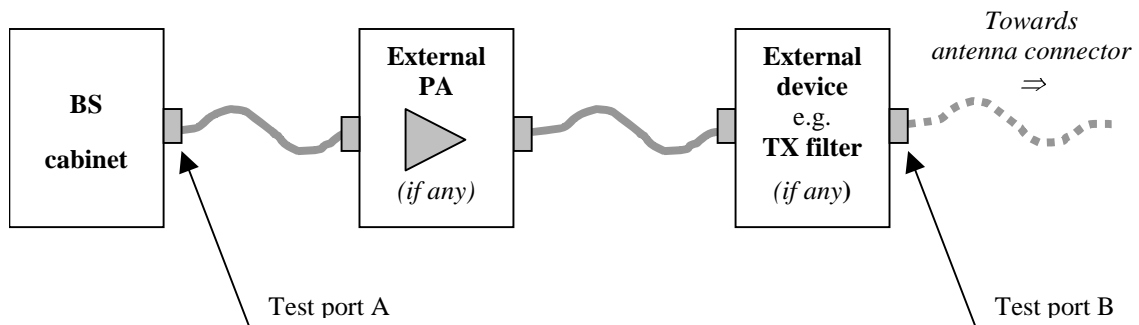 BS
cabinet
External
PA
(if any)
External
device
e.g.
TX filter
(if any)
Towards
antenna connector
⇒
Test port A
Test port B